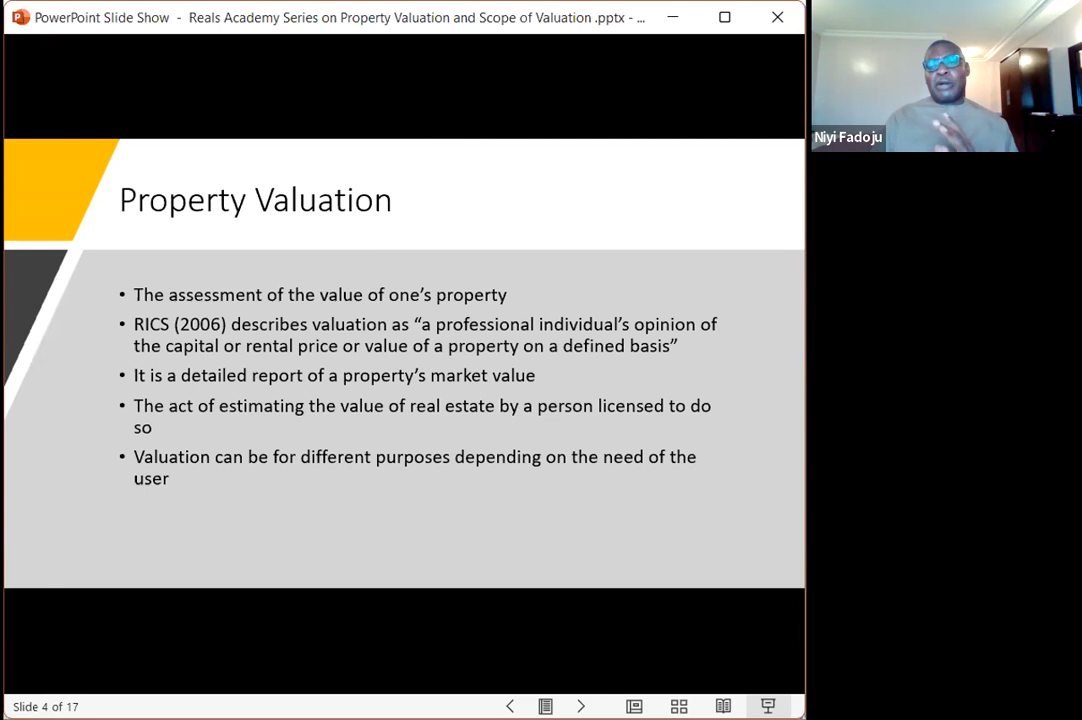 PowerPoint Slide Show - Reals Academy Series on Property Valuation and Scope of Valuation .pptx - ...
Niyi Fadoju
Property Valuation
• The assessment of the value of one’s property
• RICS (2006) describes valuation as “a professional individual’s opinion of
the capital or rental price or value of a property on a defined basis”
• It is a detailed report of a property’s market value
• The act of estimating the value of real estate by a person licensed to do
so
• Valuation can be for different purposes depending on the need of the
user
Slide 4 of 17